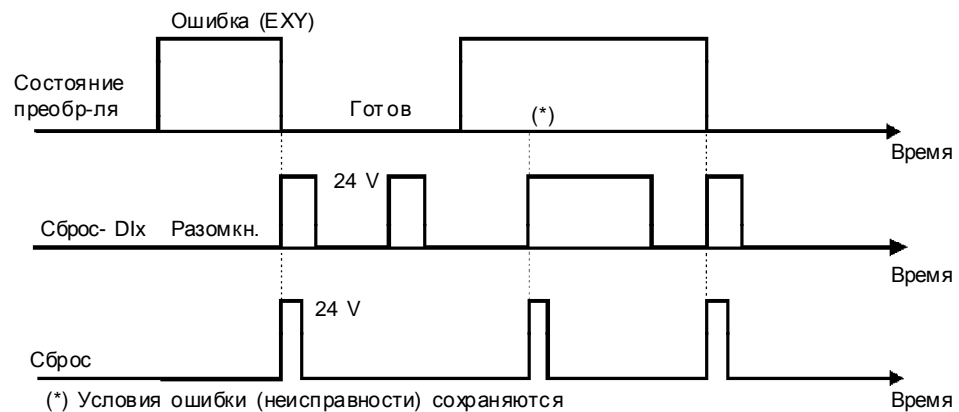 Ошибка (EXY)
Состояние
преобр-ля
Готов
(*)
Время
24 V
Сброс- DIx Разомкн.
Время
24 V
Сброс
(*) Условия ошибки (неисправности) сохраняются
Время